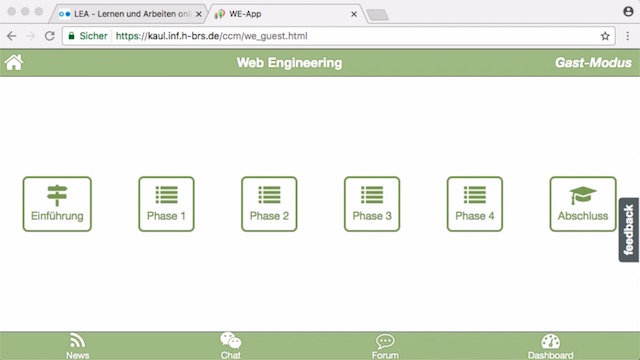 LEA - Lernen und Arbeiten onl
WE-App
Sicher
https://kaul.inf.h-brs.de/ccm/we_guest.html
Web Engineering
Gast-Modus
Einführung
Phase 1
Phase 2
Phase 3
Phase 4
Abschluss
feedback
News
Chat
Forum
Dashboard